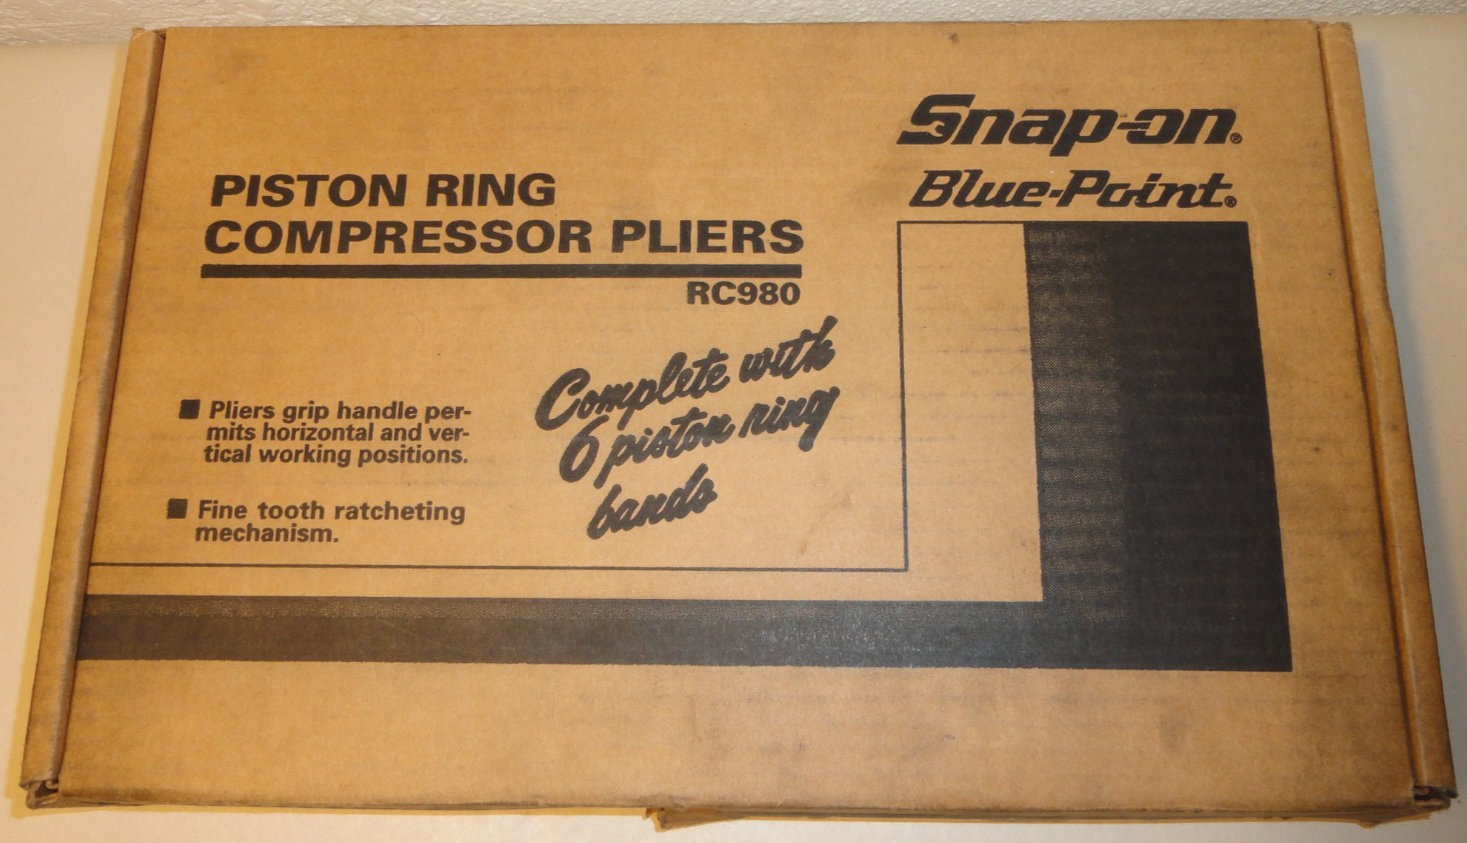 Snap-on®
Blue-Point®
PISTON RING
COMPRESSOR PLIERS
RC980
Complete with
6 piston ring
bands
■ Pliers grip handle per-
mits horizontal and ver-
tical working positions.
■ Fine tooth ratcheting
mechanism.